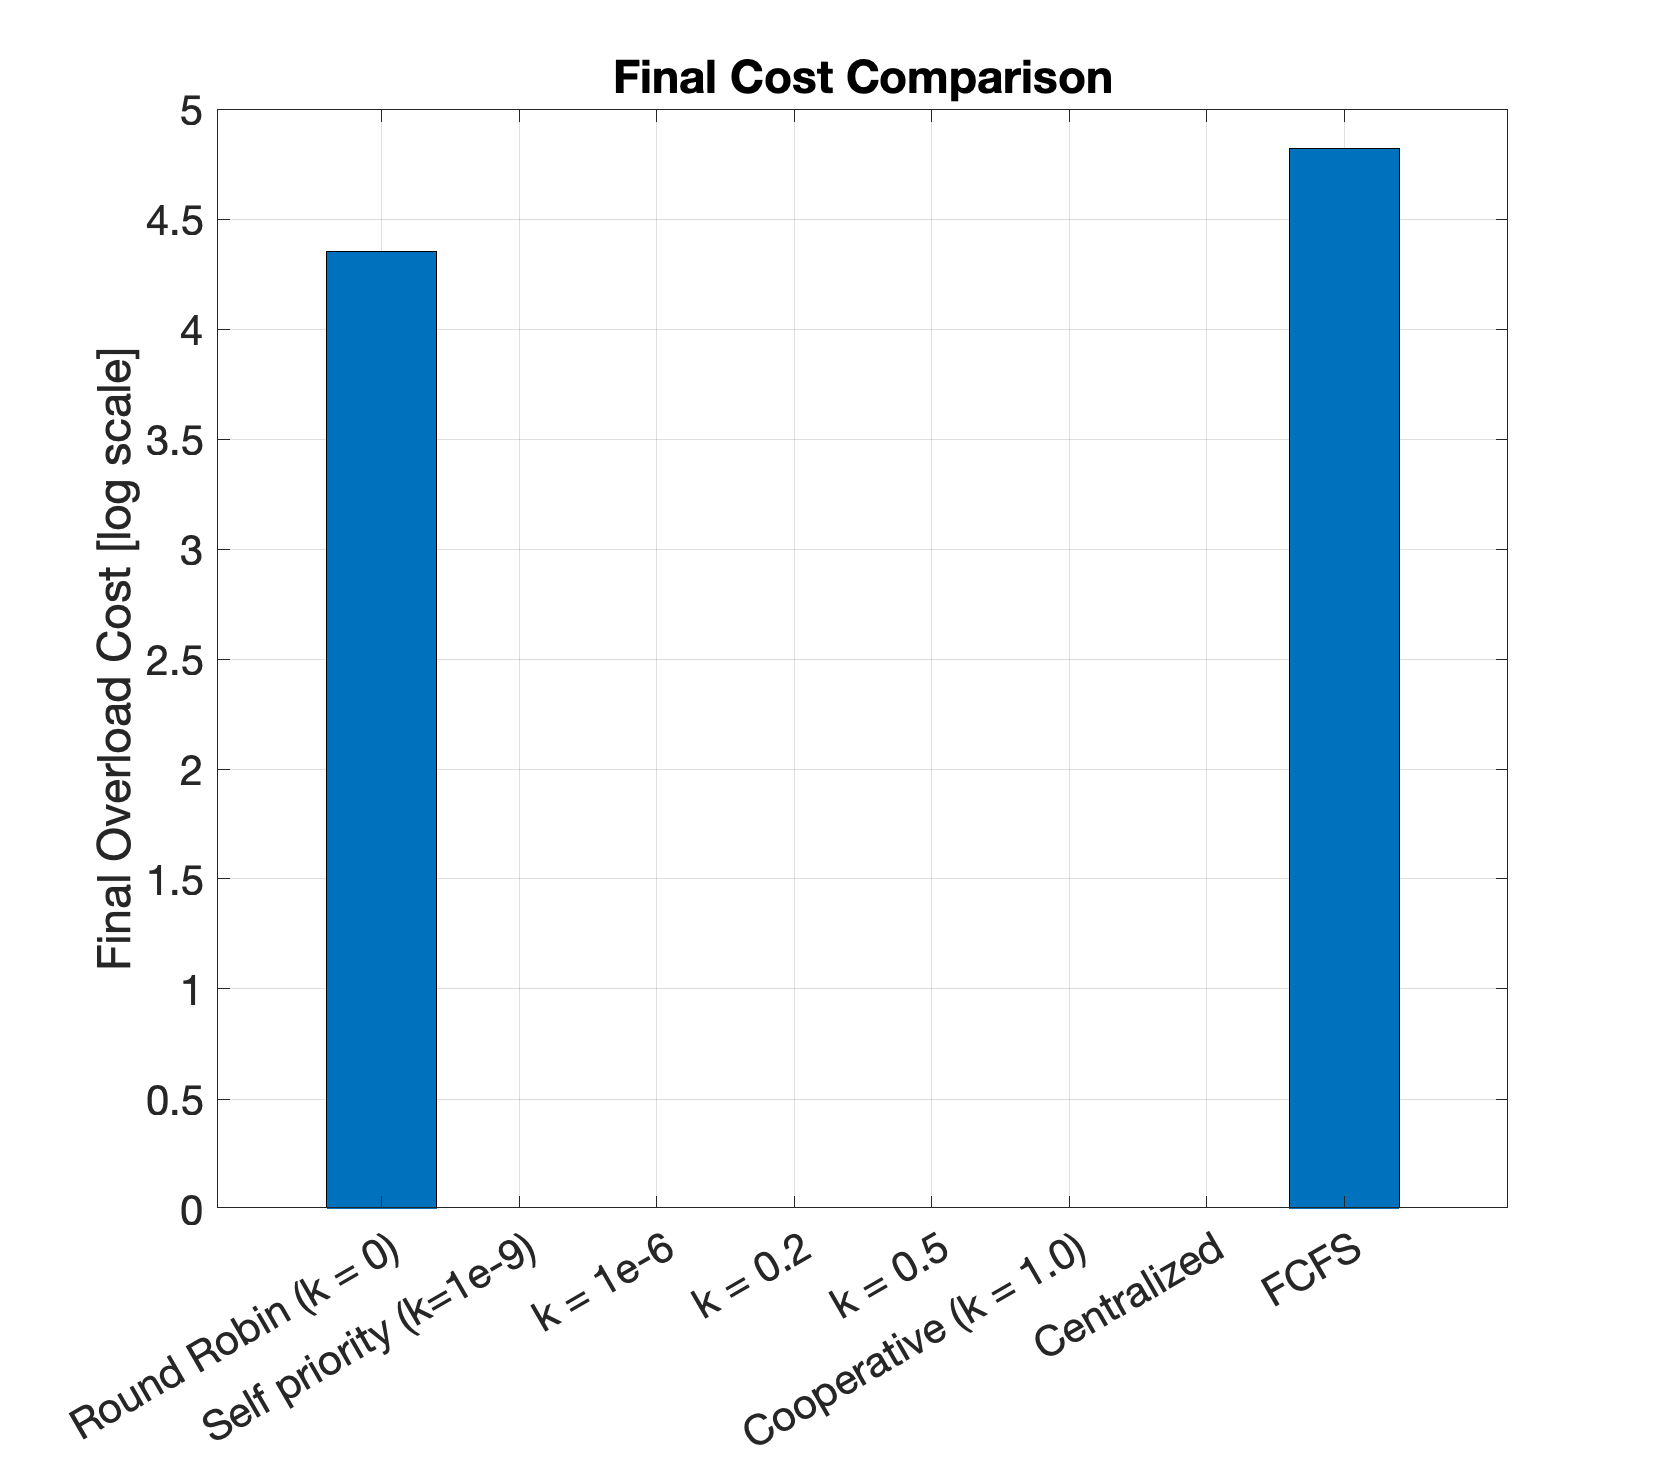 Final Cost Comparison
Final Overload Cost [log scale]
5
4.5
4
3.5
3
2.5
2
1.5
1
0.5
0
Round Robin (k = 0)
Self priority (k=1e-9)
k = 1e-6
k = 0.2
k = 0.5
Cooperative (k = 1.0)
Centralized
FCFS